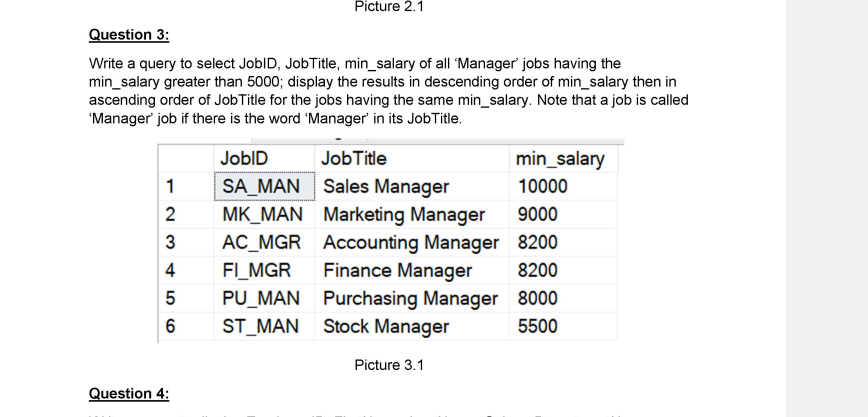 Picture 2.1
Question 3:
Write a query to select JobID, JobTitle, min_salary of all ‘Manager’ jobs having the
min_salary greater than 5000; display the results in descending order of min_salary then in
ascending order of JobTitle for the jobs having the same min_salary. Note that a job is called
‘Manager’ job if there is the word ‘Manager’ in its JobTitle.
JobID JobTitle min_salary
1 SA_MAN Sales Manager 10000
2 MK_MAN Marketing Manager 9000
3 AC_MGR Accounting Manager 8200
4 FI_MGR Finance Manager 8200
5 PU_MAN Purchasing Manager 8000
6 ST_MAN Stock Manager 5500
Picture 3.1
Question 4: